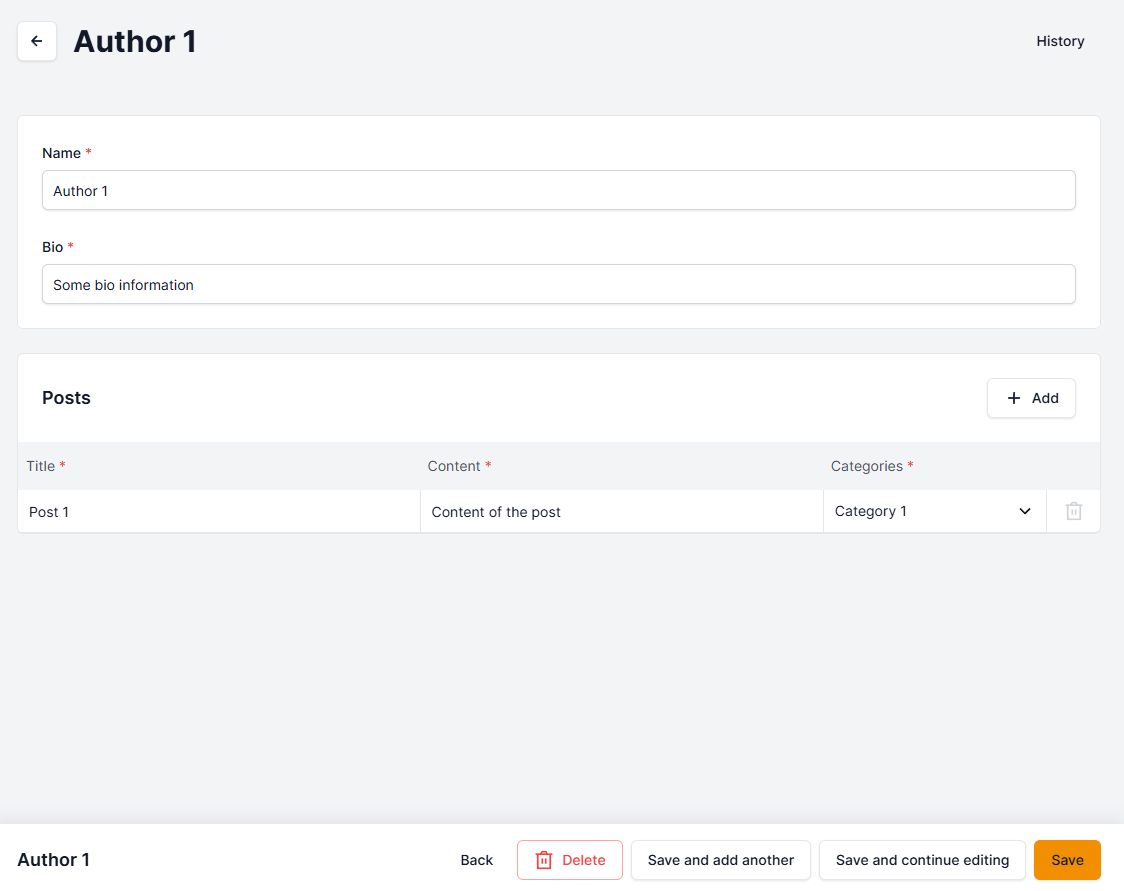 Author 1
History
Name *
Author 1
Bio *
Some bio information
Posts
+ Add
Title * Content * Categories *
Post 1 Content of the post Category 1
Author 1 Back Delete Save and add another Save and continue editing Save